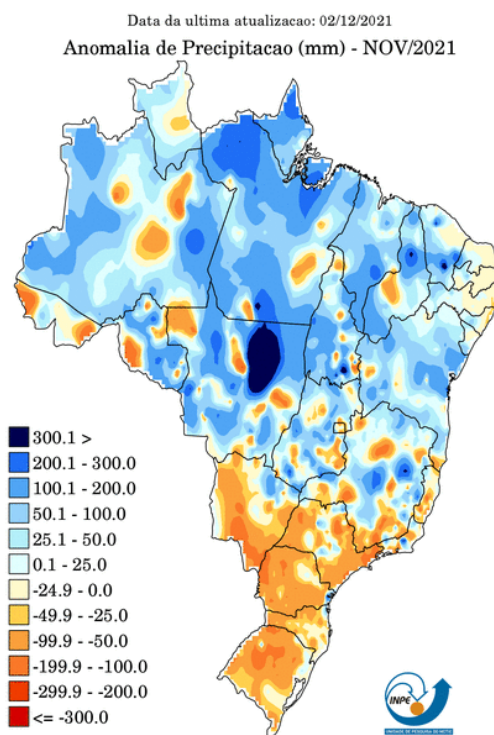 Data da ultima atualizacao: 02/12/2021
Anomalia de Precipitacao (mm) - NOV/2021
300.1 >
200.1 - 300.0
100.1 - 200.0
50.1 - 100.0
25.1 - 50.0
0.1 - 25.0
-24.9 - 0.0
-49.9 - -25.0
-99.9 - -50.0
-199.9 - -100.0
-299.9 - -200.0
<= -300.0
INPE